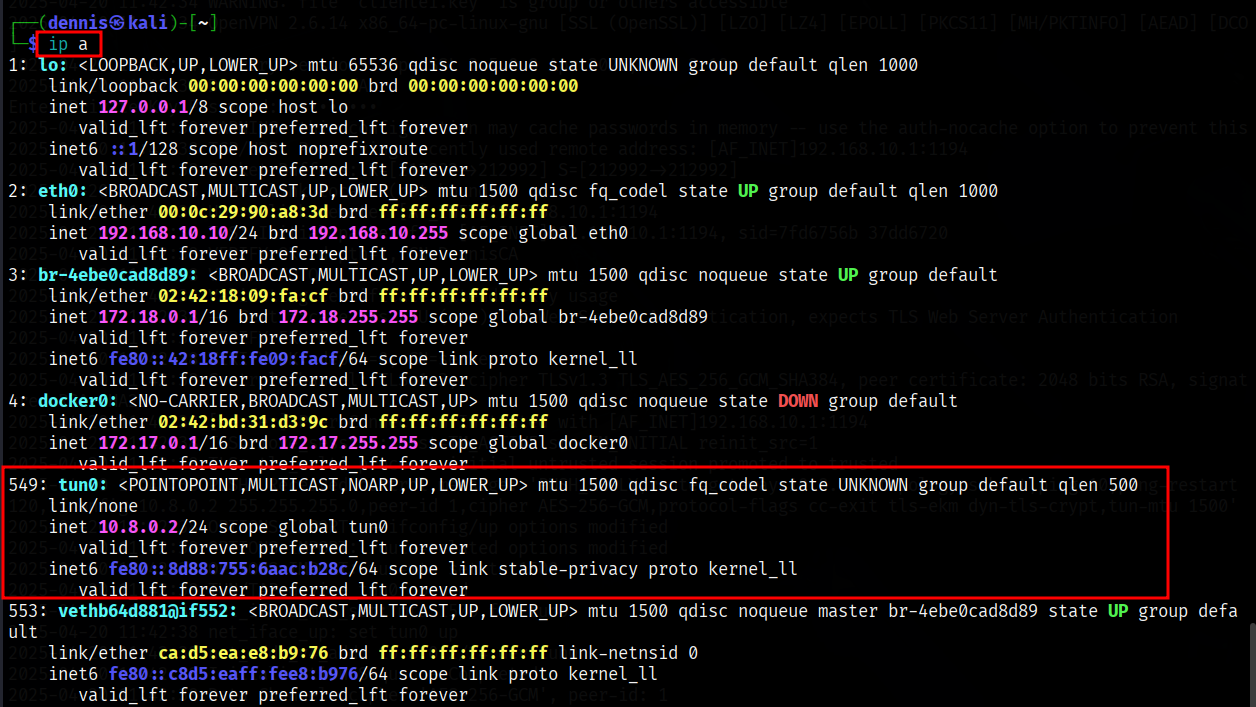 ┌──(dennis㉿kali)-[~]
└─$ ip a
1: lo: <LOOPBACK,UP,LOWER_UP> mtu 65536 qdisc noqueue state UNKNOWN group default qlen 1000
    link/loopback 00:00:00:00:00:00 brd 00:00:00:00:00:00
    inet 127.0.0.1/8 scope host lo
       valid_lft forever preferred_lft forever
    inet6 ::1/128 scope host noprefixroute
       valid_lft forever preferred_lft forever
2: eth0: <BROADCAST,MULTICAST,UP,LOWER_UP> mtu 1500 qdisc fq_codel state UP group default qlen 1000
    link/ether 00:0c:29:90:a8:3d brd ff:ff:ff:ff:ff:ff
    inet 192.168.10.10/24 brd 192.168.10.255 scope global eth0
       valid_lft forever preferred_lft forever
3: br-4ebe0cad8d89: <BROADCAST,MULTICAST,UP,LOWER_UP> mtu 1500 qdisc noqueue state UP group default
    link/ether 02:42:18:09:fa:cf brd ff:ff:ff:ff:ff:ff
    inet 172.18.0.1/16 brd 172.18.255.255 scope global br-4ebe0cad8d89
       valid_lft forever preferred_lft forever
    inet6 fe80::42:18ff:fe09:facf/64 scope link proto kernel_ll
       valid_lft forever preferred_lft forever
4: docker0: <NO-CARRIER,BROADCAST,MULTICAST,UP> mtu 1500 qdisc noqueue state DOWN group default
    link/ether 02:42:bd:31:d3:9c brd ff:ff:ff:ff:ff:ff
    inet 172.17.0.1/16 brd 172.17.255.255 scope global docker0
       valid_lft forever preferred_lft forever
549: tun0: <POINTOPOINT,MULTICAST,NOARP,UP,LOWER_UP> mtu 1500 qdisc fq_codel state UNKNOWN group default qlen 500
    link/none
    inet 10.8.0.2/24 scope global tun0
       valid_lft forever preferred_lft forever
    inet6 fe80::8d88:755:6aac:b28c/64 scope link stable-privacy proto kernel_ll
       valid_lft forever preferred_lft forever
553: vethb64d881@if552: <BROADCAST,MULTICAST,UP,LOWER_UP> mtu 1500 qdisc noqueue master br-4ebe0cad8d89 state UP group defa
ult
    link/ether ca:d5:ea:e8:b9:76 brd ff:ff:ff:ff:ff:ff link-netnsid 0
    inet6 fe80::c8d5:eaff:fee8:b976/64 scope link proto kernel_ll
       valid_lft forever preferred_lft forever